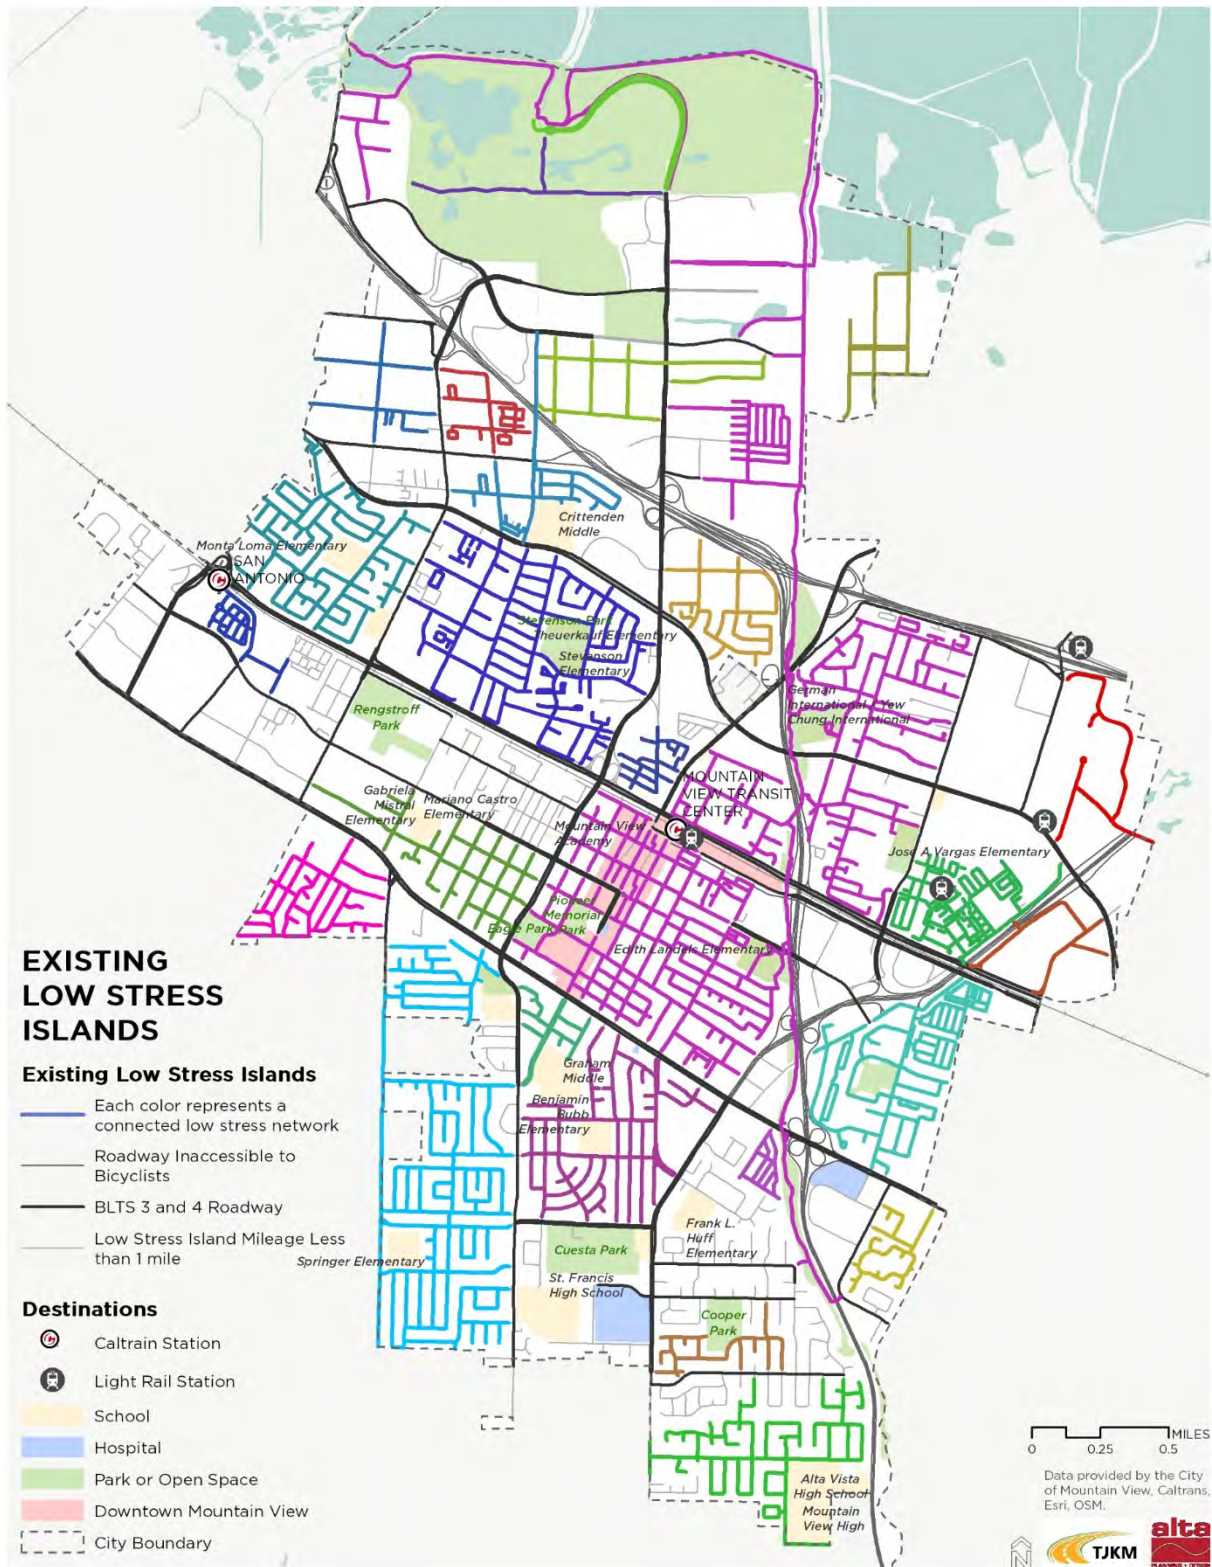 Crittenden
Middle
Monta Loma Elementary
SAN
ANTONIO
Stevenson Park
Theuerkauf Elementary
Stevenson
Elementary
German
International
Yew
Chung International
Rengstroff
Park
MOUNTAIN
VIEW TRANSIT
CENTER
Gabriela
Mistral
Elementary
Mariano Castro
Elementary
Mountain View
Academy
Jose A Vargas Elementary
Pioneer
Memorial
Park
Eagle Park
Edith Landels Elementary
EXISTING
LOW STRESS
ISLANDS
Existing Low Stress Islands
Each color represents a
connected low stress network
Roadway Inaccessible to
Bicyclists
BLTS 3 and 4 Roadway
Low Stress Island Mileage Less
than 1 mile
Graham
Middle
Benjamin
Bubb
Elementary
Frank L.
Huff
Elementary
Springer Elementary
Cuesta Park
St. Francis
High School
Cooper
Park
Destinations
Caltrain Station
Light Rail Station
School
Hospital
Park or Open Space
Downtown Mountain View
City Boundary
Alta Vista
High School
Mountain
View High
MILES
0 0.25 0.5
Data provided by the City
of Mountain View, Caltrans,
Esri, OSM.
N
TJKM
alta
PLANNING + DESIGN